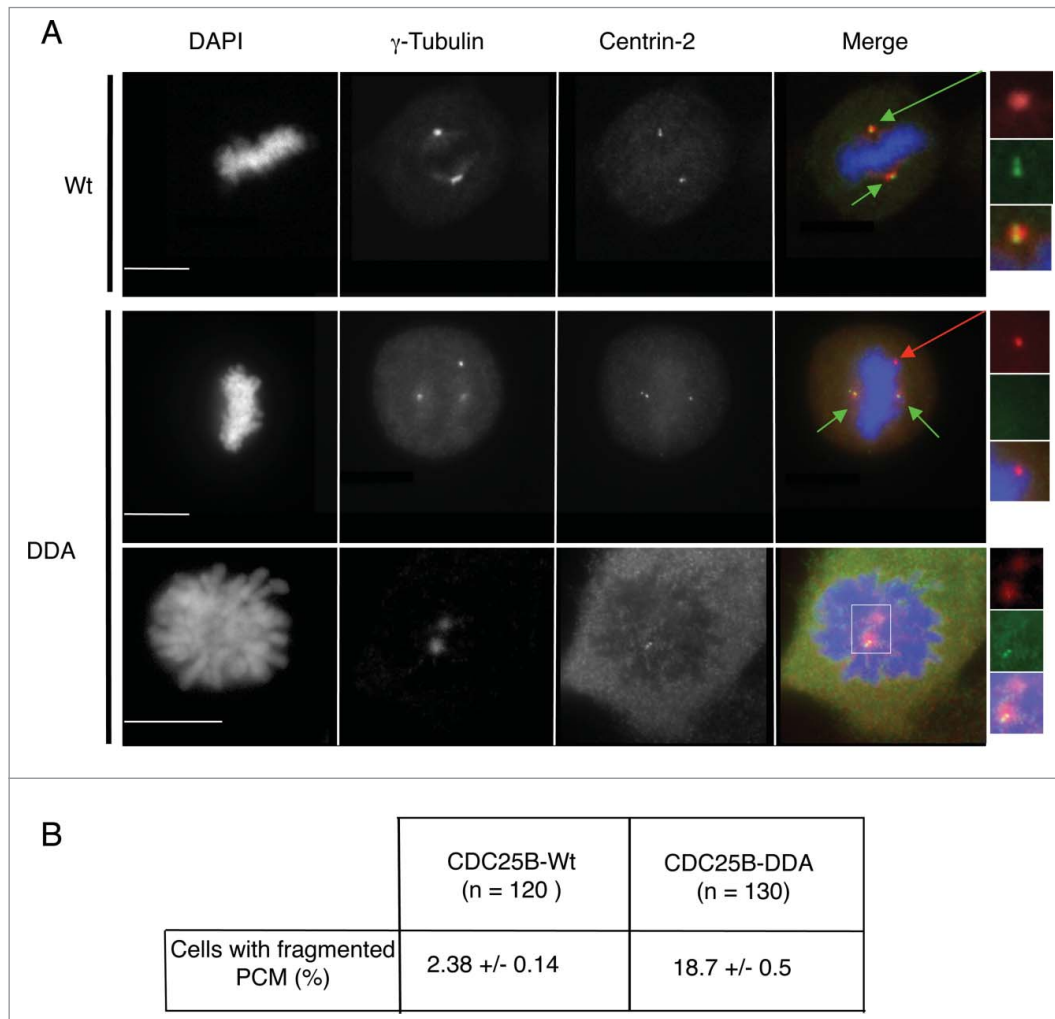 A
DAPI γ-Tubulin Centrin-2 Merge
Wt
DDA
B
CDC25B-Wt
(n = 120 )
CDC25B-DDA
(n = 130)
Cells with fragmented
PCM (%)
2.38 +/- 0.14
18.7 +/- 0.5